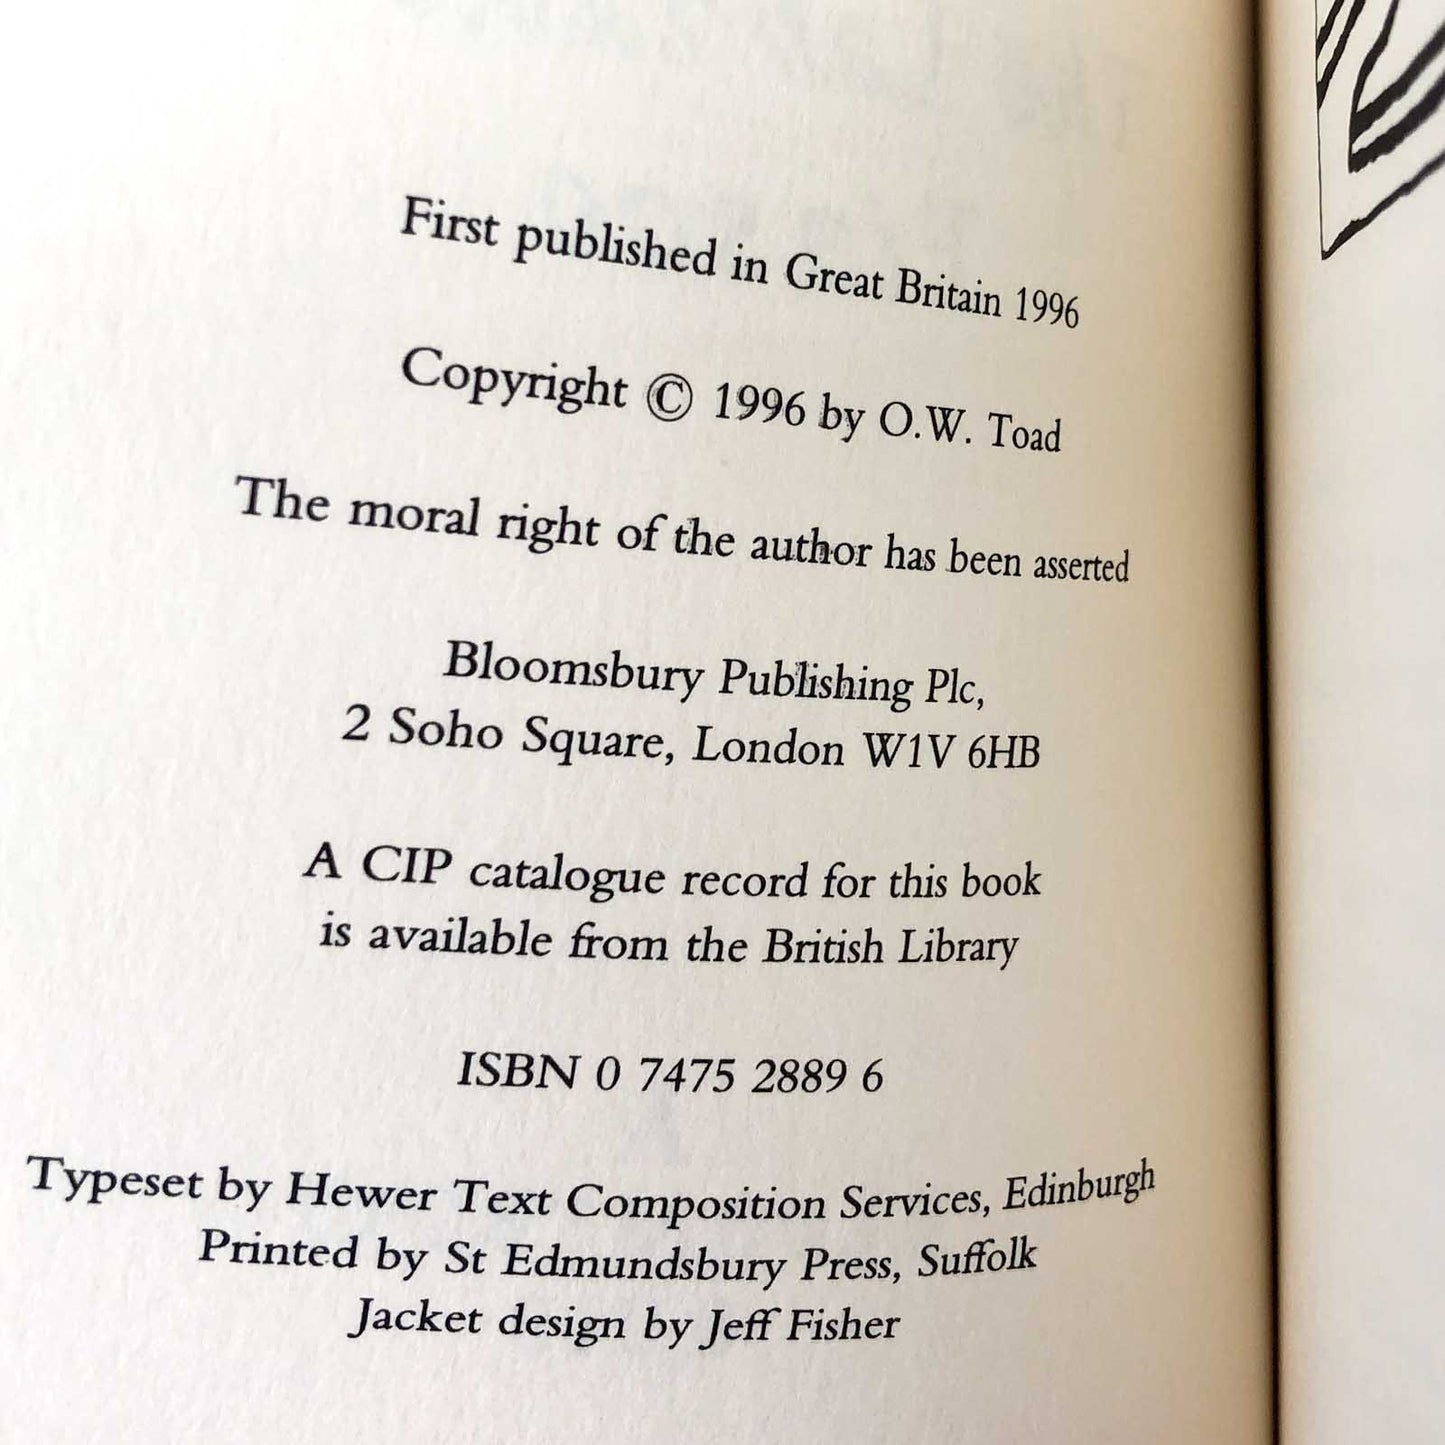 First published in Great Britain 1996
Copyright © 1996 by O.W. Toad
The moral right of the author has been asserted
Bloomsbury Publishing Plc,
2 Soho Square, London W1V 6HB
A CIP catalogue record for this book
is available from the British Library
ISBN 0 7475 2889 6
Typeset by Hewer Text Composition Services, Edinburgh
Printed by St Edmundsbury Press, Suffolk
Jacket design by Jeff Fisher